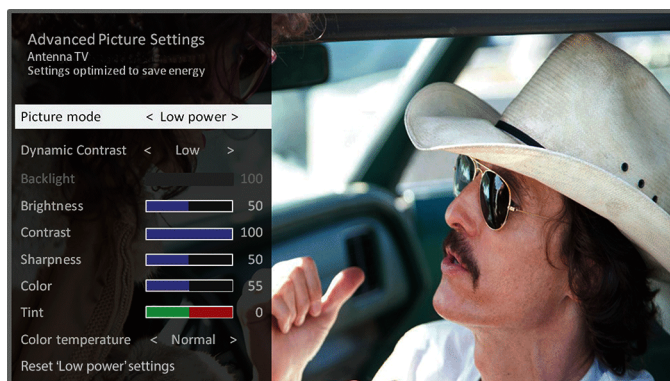 Advanced Picture Settings
Antenna TV
Settings optimized to save energy
Picture mode < Low power >
Dynamic Contrast < Low >
Backlight 100
Brightness 50
Contrast 100
Sharpness 50
Color 55
Tint 0
Color temperature < Normal >
Reset ‘Low power’ settings